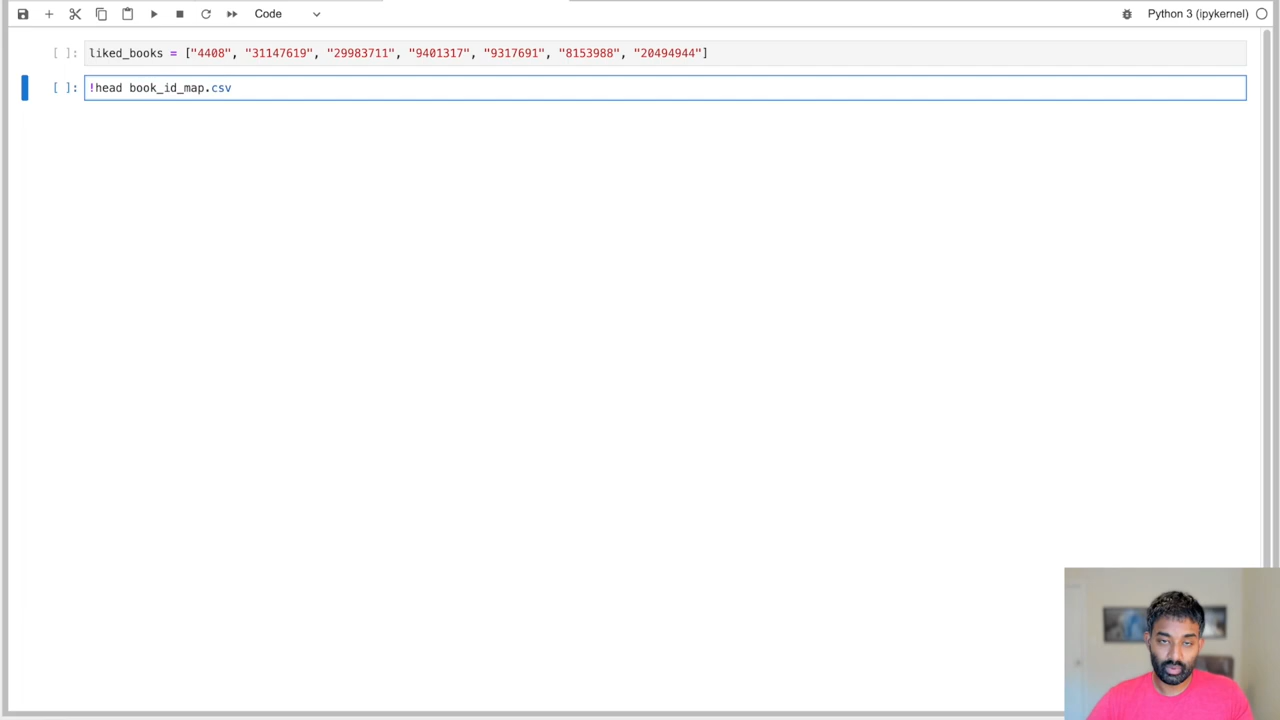 Code
Python 3 (ipykernel)
[ ]: liked_books = ["4408", "31147619", "29983711", "9401317", "9317691", "8153988", "20494944"]
[ ]: !head book_id_map.csv